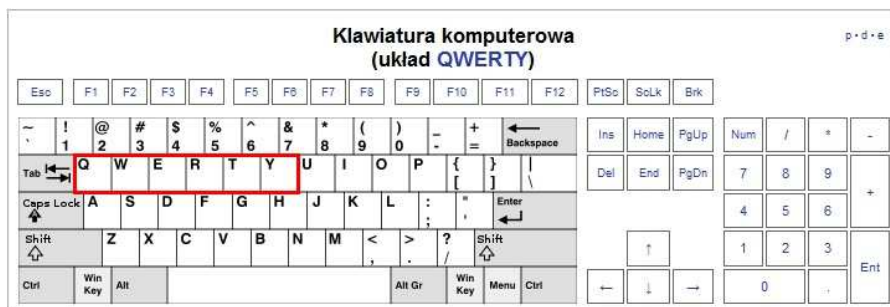 Klawiatura komputerowa
(układ QWERTY)
p · d · e
Esc F1 F2 F3 F4 F5 F6 F7 F8 F9 F10 F11 F12 PtSc SoLk Brk
~ ! @ # $ % ^ & * ( ) _ + Backspace
` 1 2 3 4 5 6 7 8 9 0 - =
Ins Home PgUp Num / * -
Tab Q W E R T Y U I O P { } |
[ ] \
Del End PgDn 7 8 9 +
Caps Lock A S D F G H J K L : " Enter
; '
4 5 6
Shift Z X C V B N M < > ? Shift
, . /
↑ 1 2 3 Ent
Ctrl Win Key Alt Alt Gr Win Key Menu Ctrl
← ↓ → 0 .